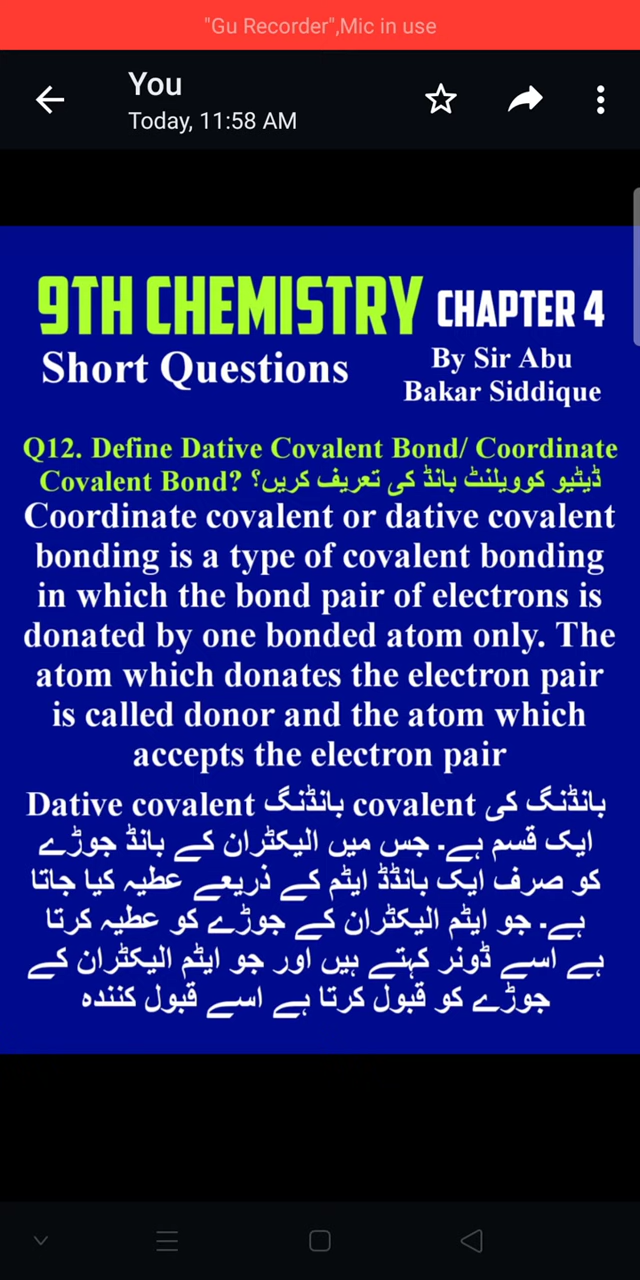 "Gu Recorder",Mic in use
You
Today, 11:58 AM
9TH CHEMISTRY CHAPTER 4
Short Questions
By Sir Abu
Bakar Siddique
Q12. Define Dative Covalent Bond/ Coordinate
Covalent Bond? ڈیٹیو کوویلنٹ بانڈ کی تعریف کریں؟
Coordinate covalent or dative covalent
bonding is a type of covalent bonding
in which the bond pair of electrons is
donated by one bonded atom only. The
atom which donates the electron pair
is called donor and the atom which
accepts the electron pair
Dative covalent بانڈنگ covalent بانڈنگ کی
ایک قسم ہے۔ جس میں الیکٹران کے بانڈ جوڑے
کو صرف ایک بانڈڈ ایٹم کے ذریعے عطیہ کیا جاتا
ہے۔ جو ایٹم الیکٹران کے جوڑے کو عطیہ کرتا
ہے اسے ڈونر کہتے ہیں اور جو ایٹم الیکٹران کے
جوڑے کو قبول کرتا ہے اسے قبول کنندہ